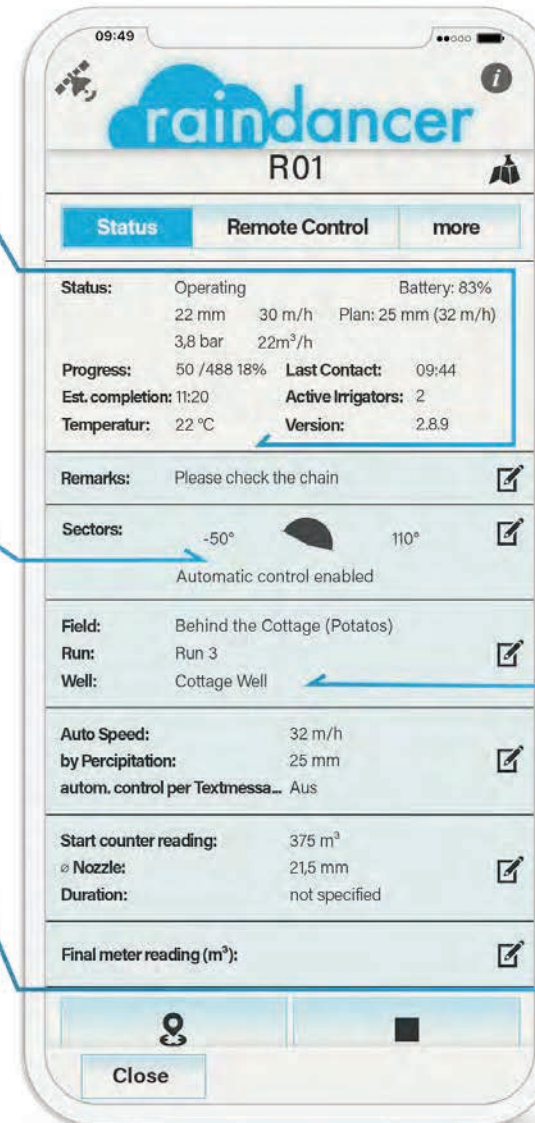 09:49
raindancer
R01
Status Remote Control more
Status: Operating Battery: 83%
22 mm 30 m/h Plan: 25 mm (32 m/h)
3,8 bar 22m³/h
Progress: 50 /488 18% Last Contact: 09:44
Est. completion: 11:20 Active Irrigators: 2
Temperatur: 22 °C Version: 2.8.9
Remarks: Please check the chain
Sectors: -50° 110°
Automatic control enabled
Field: Behind the Cottage (Potatos)
Run: Run 3
Well: Cottage Well
Auto Speed: 32 m/h
by Percipitation: 25 mm
autom. control per Textmessa... Aus
Start counter reading: 375 m³
⌀ Nozzle: 21,5 mm
Duration: not specified
Final meter reading (m³):
Close